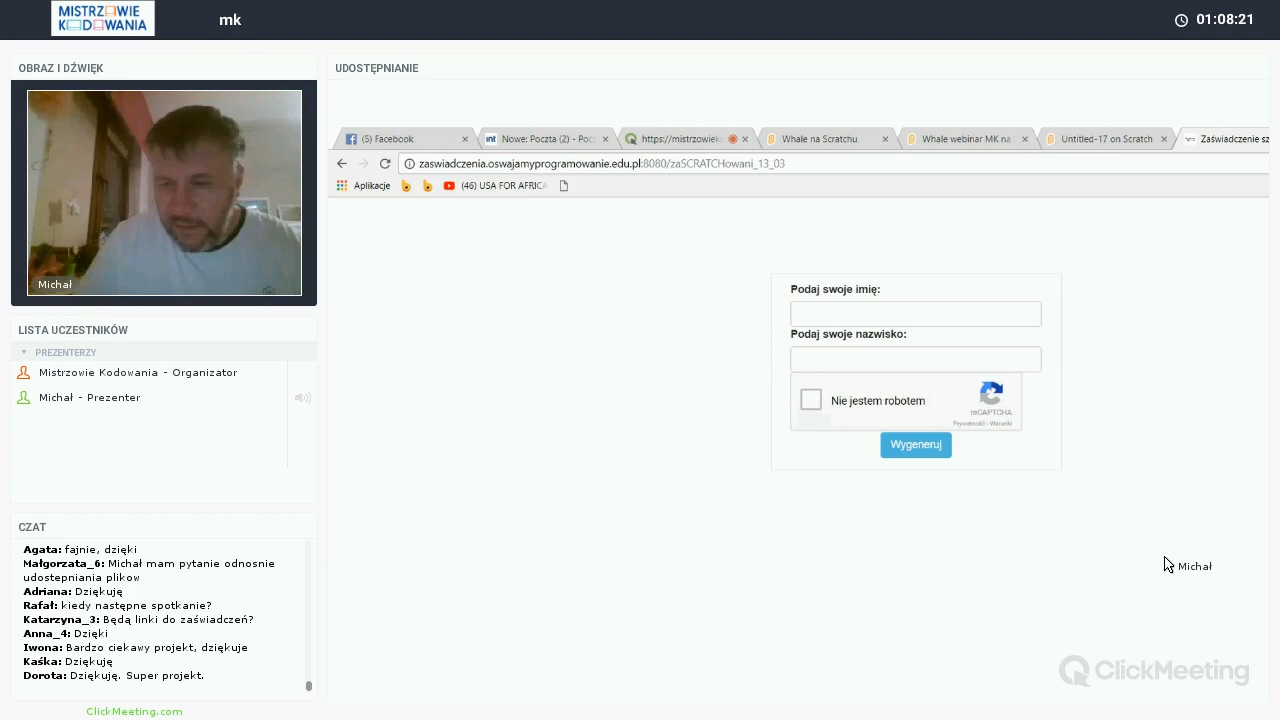 MISTRZOWIE
KODOWANIA
mk
01:08:21
OBRAZ I DŹWIĘK
Michał
LISTA UCZESTNIKÓW
PREZENTERZY
Mistrzowie Kodowania - Organizator
Michał - Prezenter
CZAT
Agata: fajnie, dzięki
Małgorzata_6: Michał mam pytanie odnosnie
udostepniania plikow
Adriana: Dziękuję
Rafał: kiedy następne spotkanie?
Katarzyna_3: Będą linki do zaświadczeń?
Anna_4: Dzięki
Iwona: Bardzo ciekawy projekt, dziękuje
Kaśka: Dziękuję
Dorota: Dziękuję. Super projekt.
ClickMeeting.com
UDOSTĘPNIANIE
(5) Facebook
int Nowe: Poczta (2) - Pocz
https://mistrzowiek
Whale na Scratchu
Whale webinar MK na
Untitled-17 on Scratch
Zaświadczenie sz
zaswiadczenia.oswajamyprogramowanie.edu.pl:8080/zaSCRATCHowani_13_03
Aplikacje
(46) USA FOR AFRICA
Podaj swoje imię:
Podaj swoje nazwisko:
Nie jestem robotem
reCAPTCHA
Prywatność - Warunki
Wygeneruj
Michał
ClickMeeting